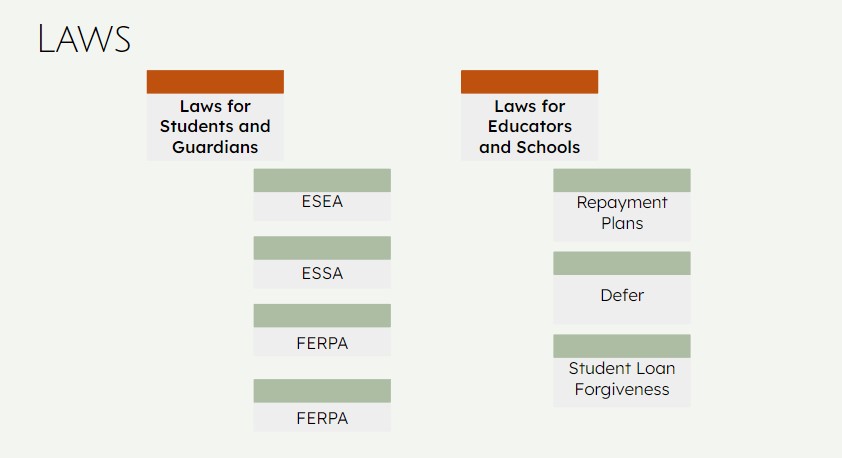 LAWS
Laws for
Students and
Guardians
ESEA
ESSA
FERPA
FERPA
Laws for
Educators
and Schools
Repayment
Plans
Defer
Student Loan
Forgiveness